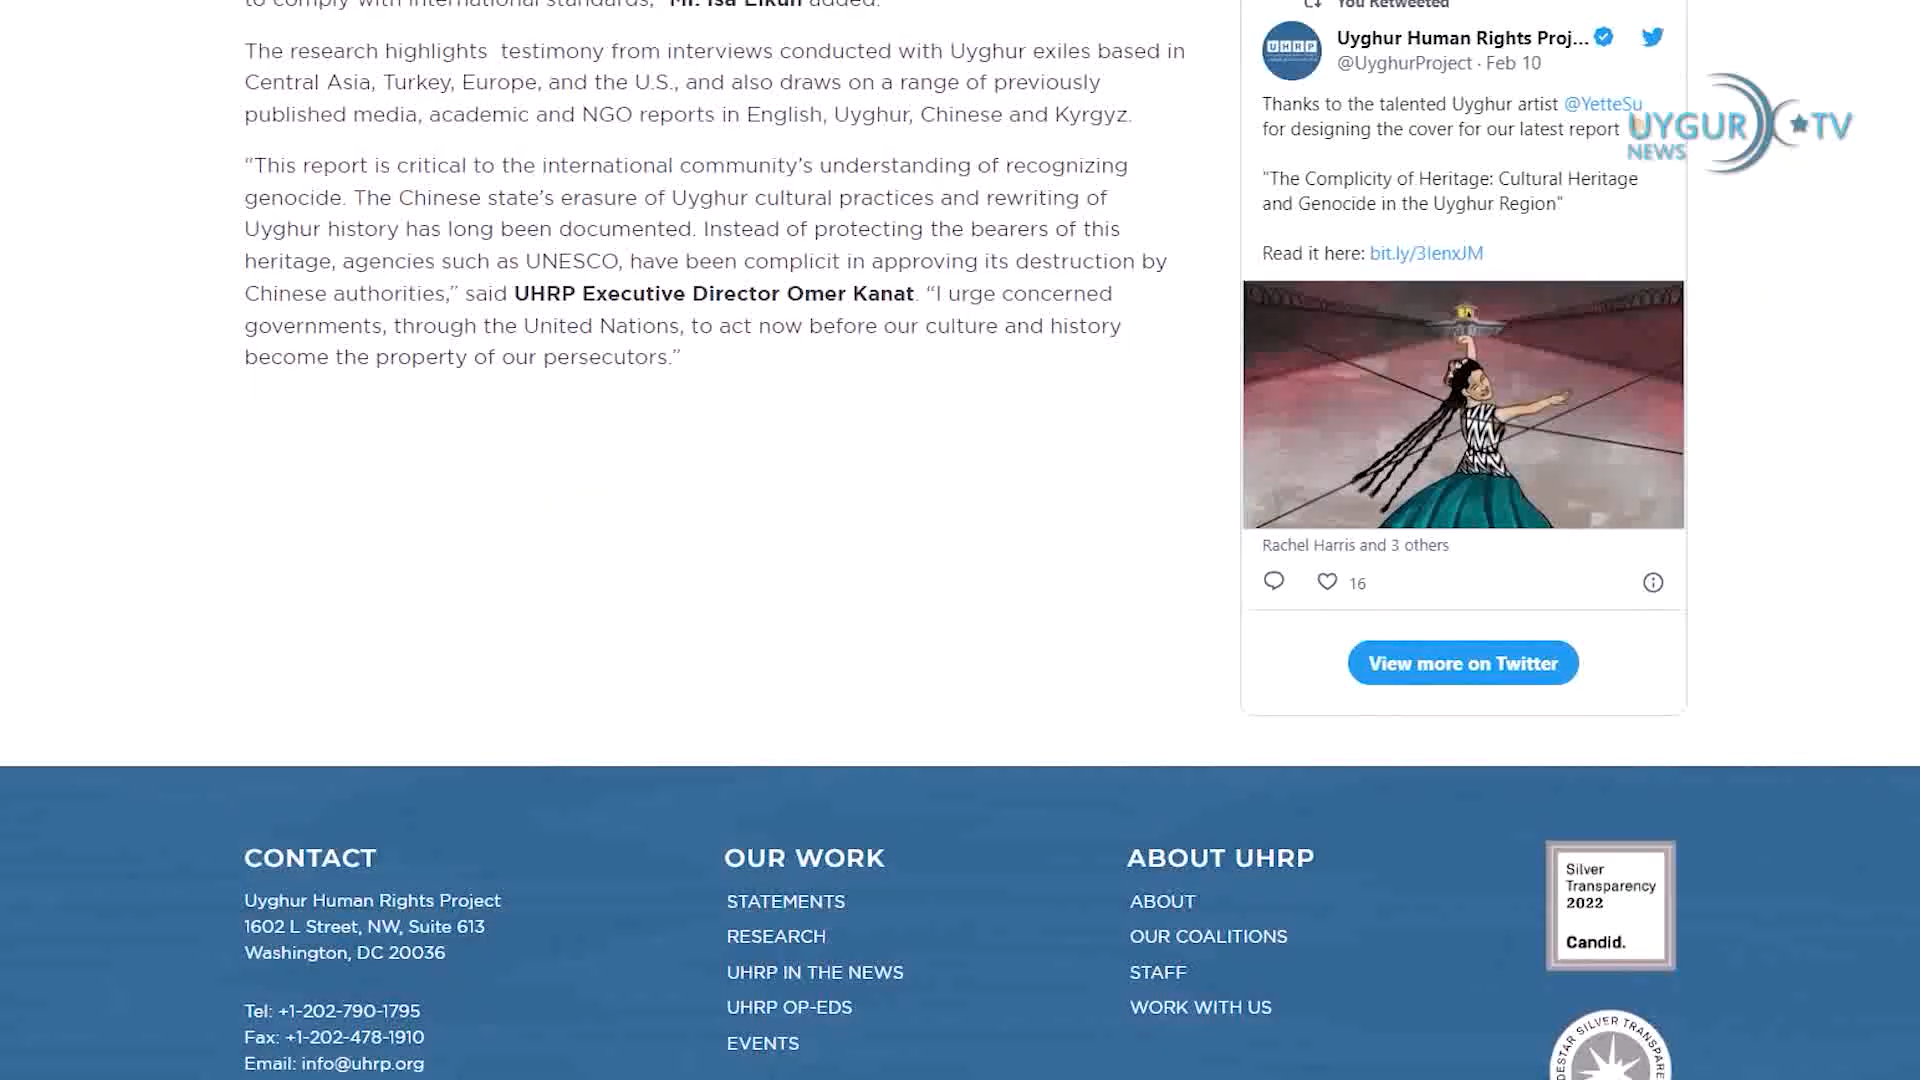 to comply with international standards," Mr. Isa Elkun added.
The research highlights testimony from interviews conducted with Uyghur exiles based in
Central Asia, Turkey, Europe, and the U.S., and also draws on a range of previously
published media, academic and NGO reports in English, Uyghur, Chinese and Kyrgyz.
“This report is critical to the international community’s understanding of recognizing
genocide. The Chinese state’s erasure of Uyghur cultural practices and rewriting of
Uyghur history has long been documented. Instead of protecting the bearers of this
heritage, agencies such as UNESCO, have been complicit in approving its destruction by
Chinese authorities,” said UHRP Executive Director Omer Kanat. “I urge concerned
governments, through the United Nations, to act now before our culture and history
become the property of our persecutors.”
You Retweeted
UHRP
Uyghur Human Rights Proj...
@UyghurProject · Feb 10
Thanks to the talented Uyghur artist @YetteSu
for designing the cover for our latest report
"The Complicity of Heritage: Cultural Heritage
and Genocide in the Uyghur Region"
Read it here: bit.ly/3IenxJM
Rachel Harris and 3 others
16
View more on Twitter
UYGUR TV
NEWS
CONTACT
Uyghur Human Rights Project
1602 L Street, NW, Suite 613
Washington, DC 20036
Tel: +1-202-790-1795
Fax: +1-202-478-1910
Email: info@uhrp.org
OUR WORK
STATEMENTS
RESEARCH
UHRP IN THE NEWS
UHRP OP-EDS
EVENTS
ABOUT UHRP
ABOUT
OUR COALITIONS
STAFF
WORK WITH US
Silver
Transparency
2022
Candid.
DESTAR SILVER TRANSPARE